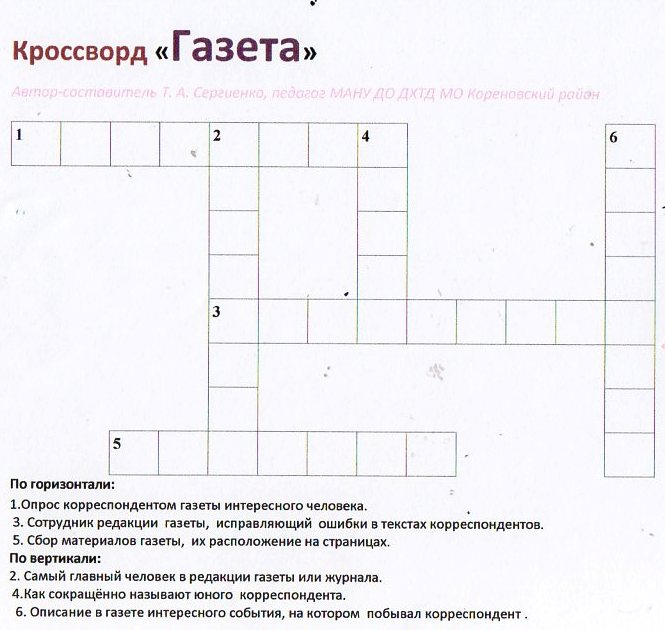 Кроссворд «Газета»
Автор-составитель Т. А. Сергиенко, педагог МАНУ ДО ДХТД МО Кореновский район
1 2 4 6
3
5
По горизонтали:
1.Опрос корреспондентом газеты интересного человека.
3. Сотрудник редакции газеты, исправляющий ошибки в текстах корреспондентов.
5. Сбор материалов газеты, их расположение на страницах.
По вертикали:
2. Самый главный человек в редакции газеты или журнала.
4.Как сокращённо называют юного корреспондента.
6. Описание в газете интересного события, на котором побывал корреспондент .